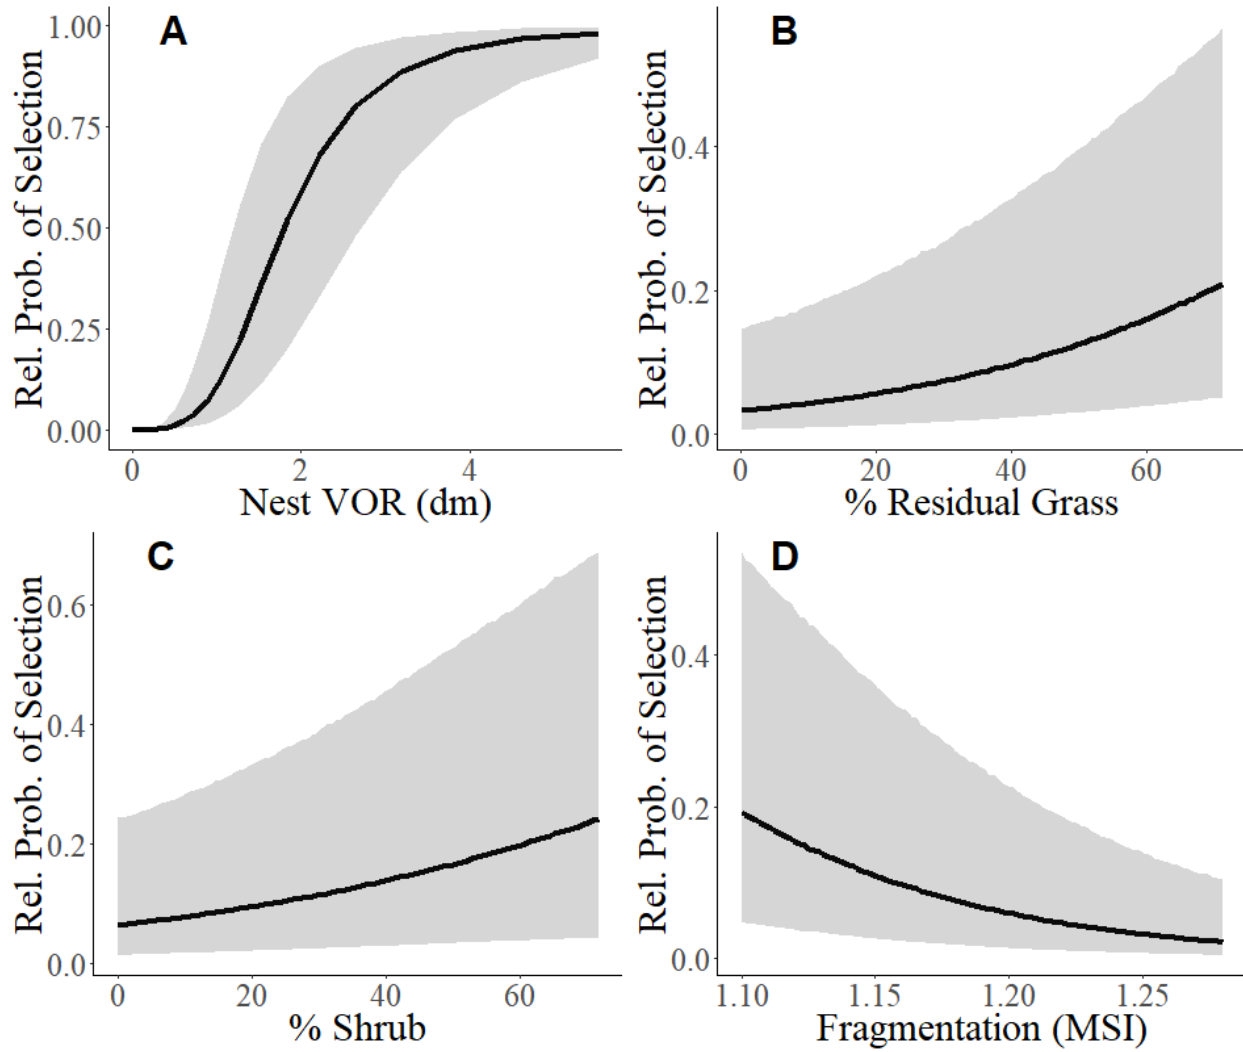 A
Rel. Prob. of Selection
1.00
0.75
0.50
0.25
0.00
0 2 4
Nest VOR (dm)
B
Rel. Prob. of Selection
0.4
0.2
0.0
0 20 40 60
% Residual Grass
C
Rel. Prob. of Selection
0.6
0.4
0.2
0.0
0 20 40 60
% Shrub
D
Rel. Prob. of Selection
0.4
0.2
0.0
1.10 1.15 1.20 1.25
Fragmentation (MSI)